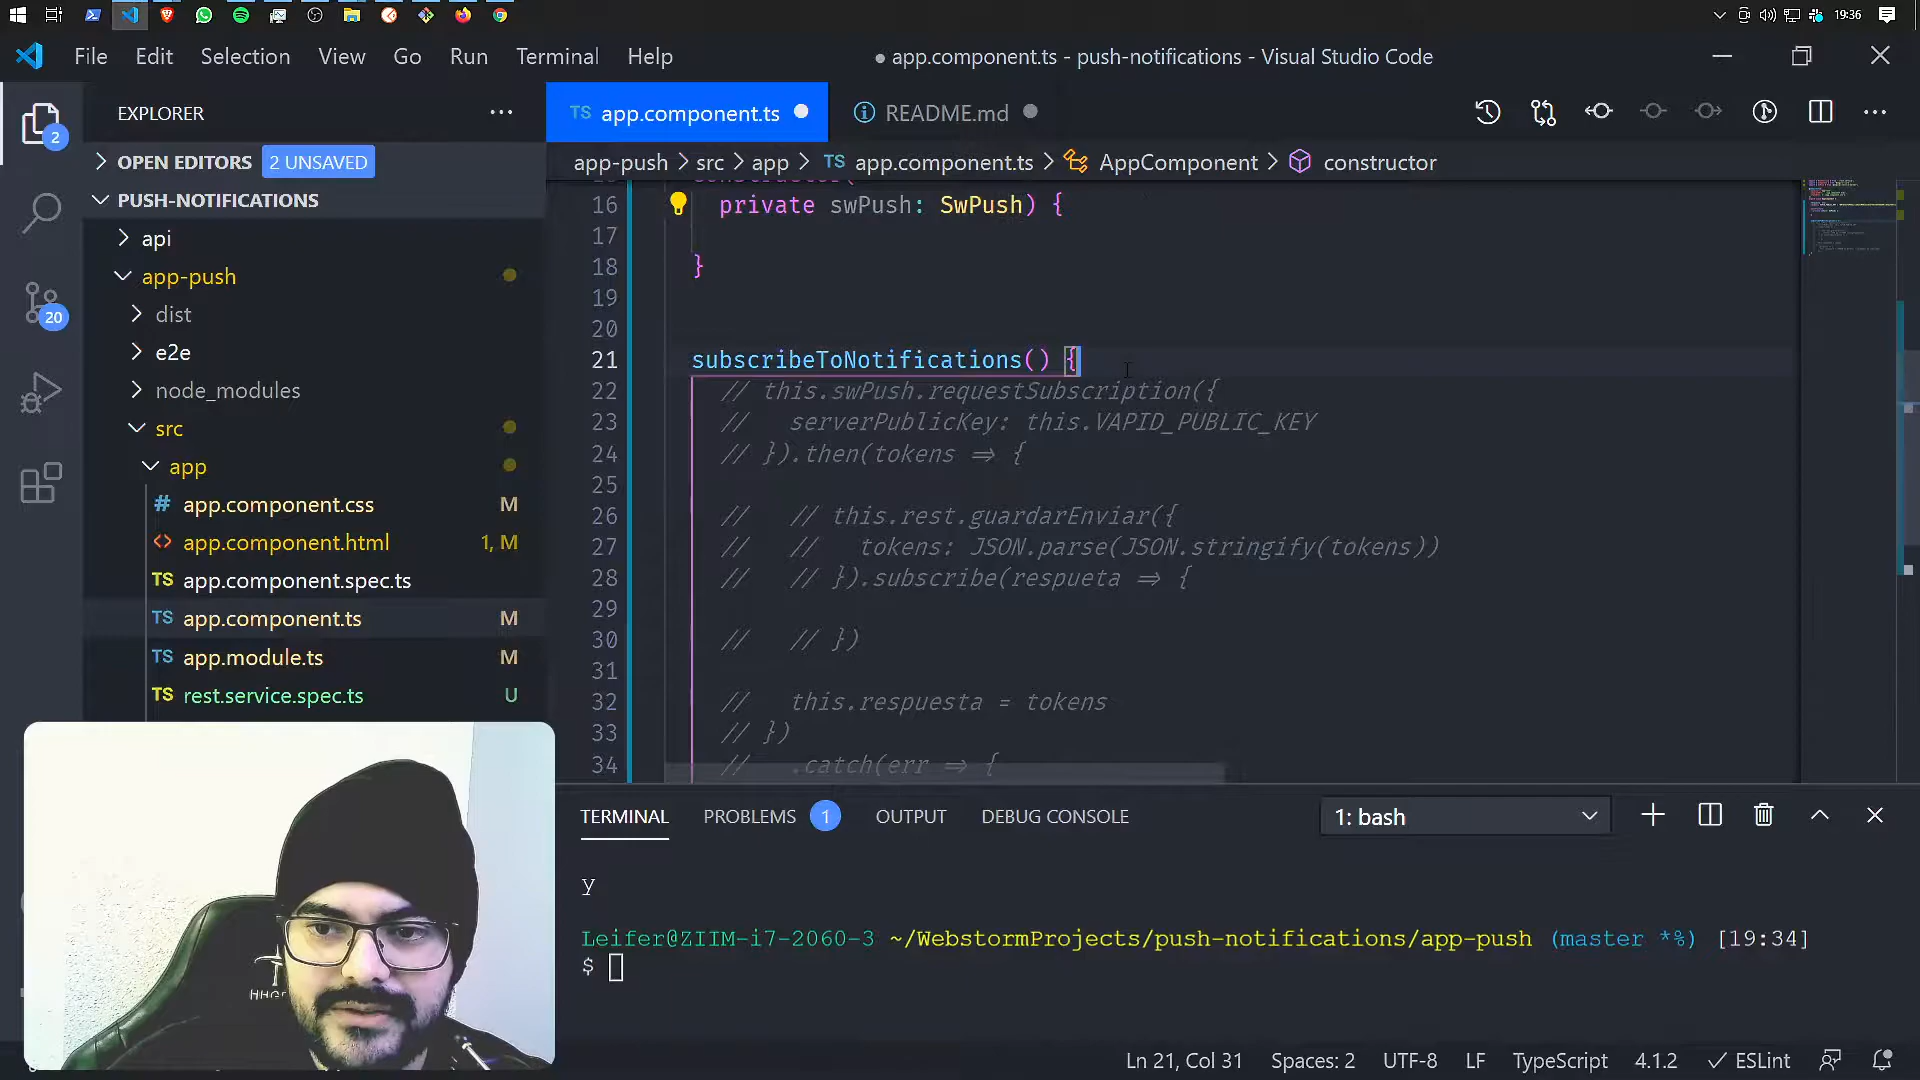 19:36
File Edit Selection View Go Run Terminal Help
● app.component.ts - push-notifications - Visual Studio Code
EXPLORER
TS app.component.ts
README.md
OPEN EDITORS 2 UNSAVED
app-push > src > app > TS app.component.ts > AppComponent > constructor
PUSH-NOTIFICATIONS
api
app-push
dist
e2e
node_modules
src
app
# app.component.css M
<> app.component.html 1, M
TS app.component.spec.ts
TS app.component.ts M
TS app.module.ts M
TS rest.service.spec.ts U
2
20
16 private swPush: SwPush) {
17
18 }
19
20
21 subscribeToNotifications() {
22 // this.swPush.requestSubscription({
23 //   serverPublicKey: this.VAPID_PUBLIC_KEY
24 // }).then(tokens => {
25
26 //   // this.rest.guardarEnviar({
27 //   //   tokens: JSON.parse(JSON.stringify(tokens))
28 //   // }).subscribe(respueta => {
29
30 //   // })
31
32 //   this.respuesta = tokens
33 // })
34 //   .catch(err => {
TERMINAL PROBLEMS 1 OUTPUT DEBUG CONSOLE
1: bash
y
Leifer@ZIIM-i7-2060-3 ~/WebstormProjects/push-notifications/app-push (master *%) [19:34]
$
Ln 21, Col 31 Spaces: 2 UTF-8 LF TypeScript 4.1.2 ✓ ESLint